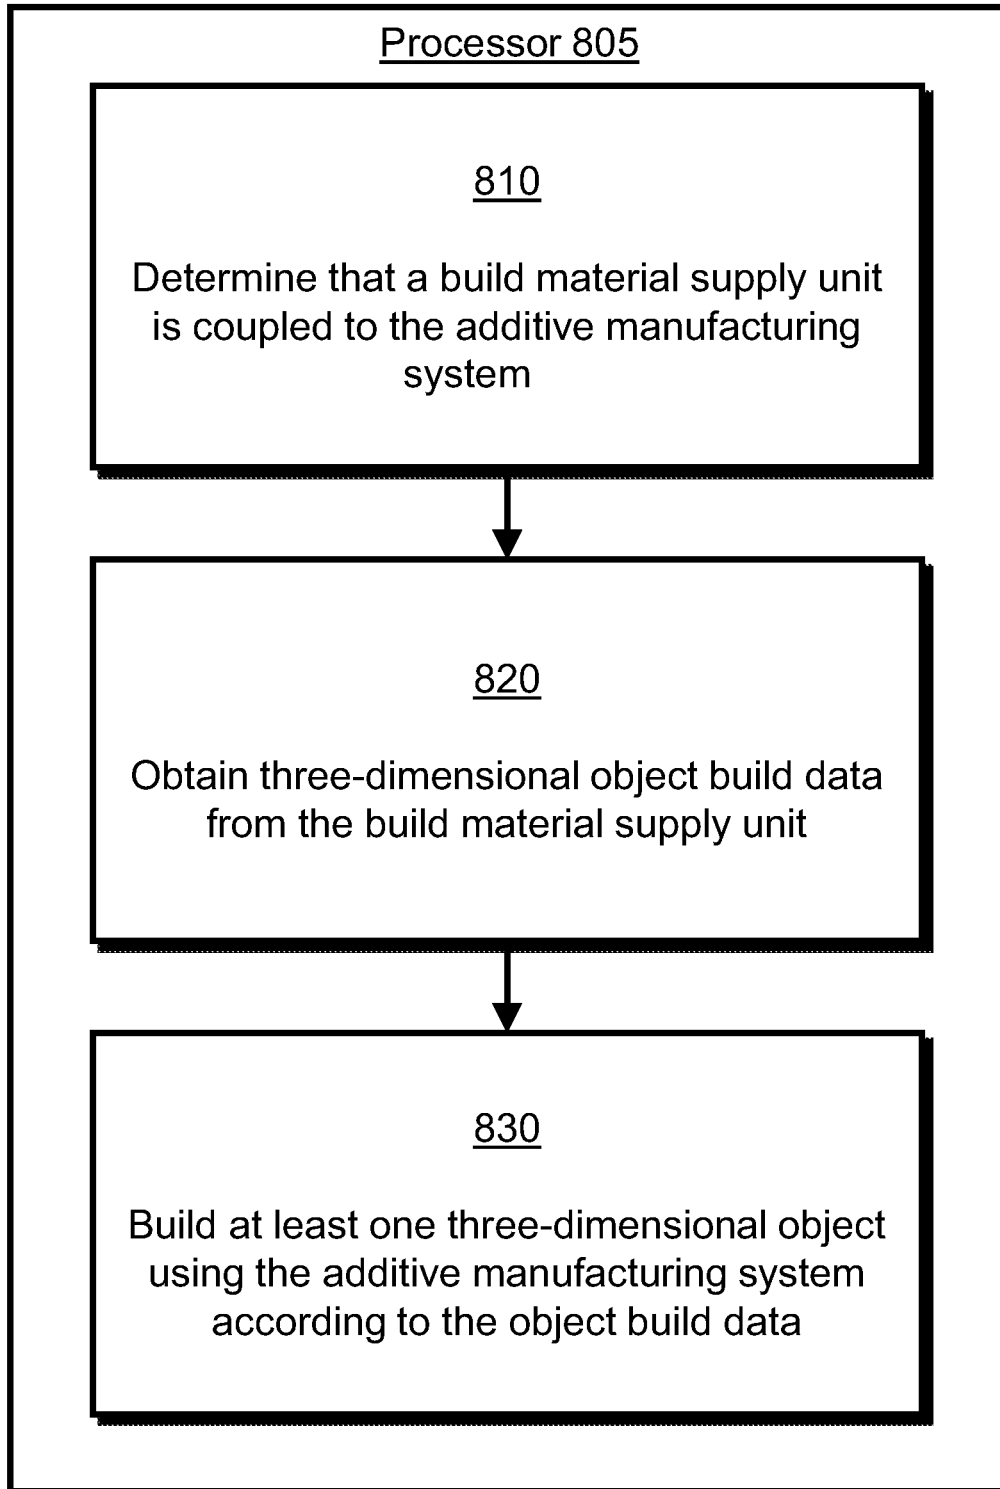 Processor 805
810
Determine that a build material supply unit
is coupled to the additive manufacturing
system
820
Obtain three-dimensional object build data
from the build material supply unit
830
Build at least one three-dimensional object
using the additive manufacturing system
according to the object build data